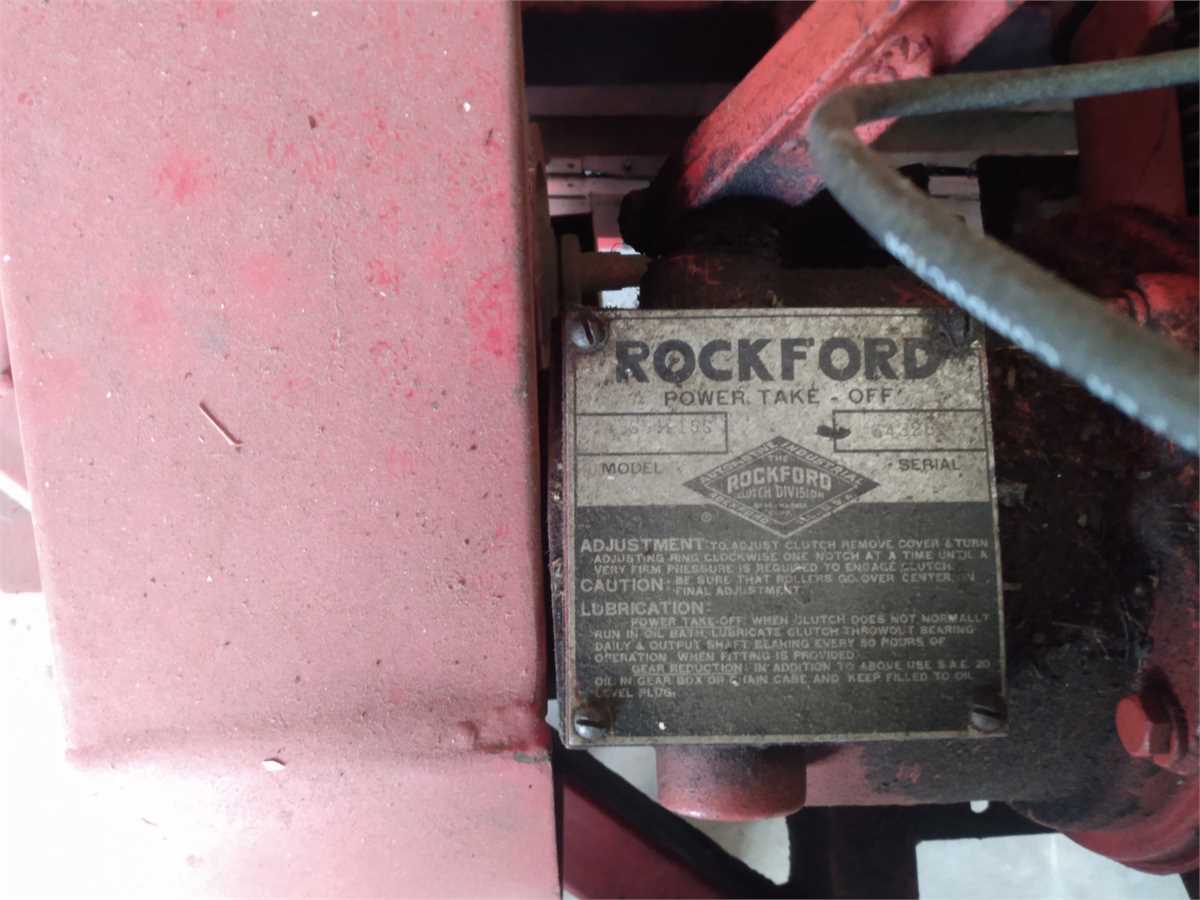 ROCKFORD
POWER TAKE-OFF
MODEL
SERIAL
THE
ROCKFORD
CLUTCH DIVISION
ROCKFORD
ADJUSTMENT: TO ADJUST CLUTCH REMOVE COVER & TURN
ADJUSTING RING CLOCKWISE ONE NOTCH AT A TIME UNTIL A
VERY FIRM PRESSURE IS REQUIRED TO ENGAGE CLUTCH.
CAUTION: BE SURE THAT ROLLERS GO OVER CENTER IN
FINAL ADJUSTMENT.
LUBRICATION:
POWER TAKE-OFF: WHEN CLUTCH DOES NOT NORMALLY
RUN IN OIL BATH, LUBRICATE CLUTCH THROWOUT BEARING
DAILY & OUTPUT SHAFT BEARING EVERY 50 HOURS OF
OPERATION, WHEN FITTING IS PROVIDED.
GEAR REDUCTION: IN ADDITION TO ABOVE USE S.A.E. 20
OIL IN GEAR BOX OR CHAIN CASE AND KEEP FILLED TO OIL
LEVEL PLUG.